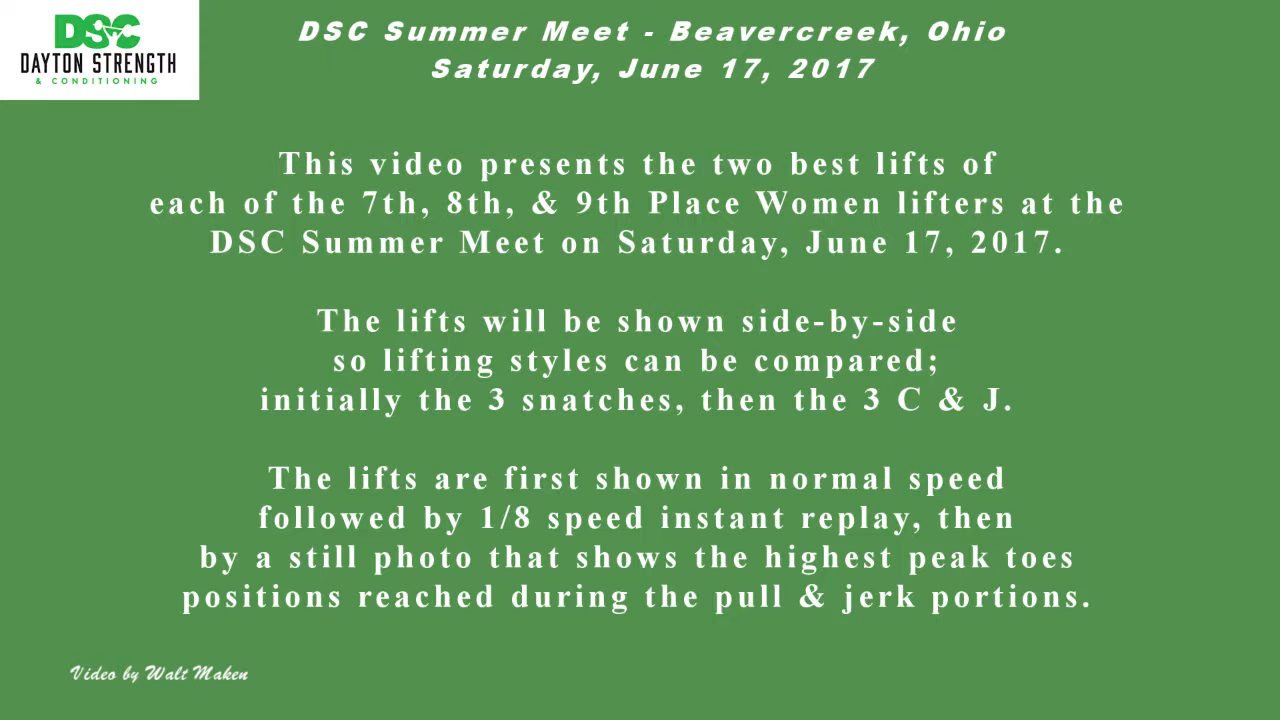 DSC
DAYTON STRENGTH
& CONDITIONING
DSC Summer Meet - Beavercreek, Ohio
Saturday, June 17, 2017
This video presents the two best lifts of
each of the 7th, 8th, & 9th Place Women lifters at the
DSC Summer Meet on Saturday, June 17, 2017.
The lifts will be shown side-by-side
so lifting styles can be compared;
initially the 3 snatches, then the 3 C & J.
The lifts are first shown in normal speed
followed by 1/8 speed instant replay, then
by a still photo that shows the highest peak toes
positions reached during the pull & jerk portions.
Video by Walt Maken